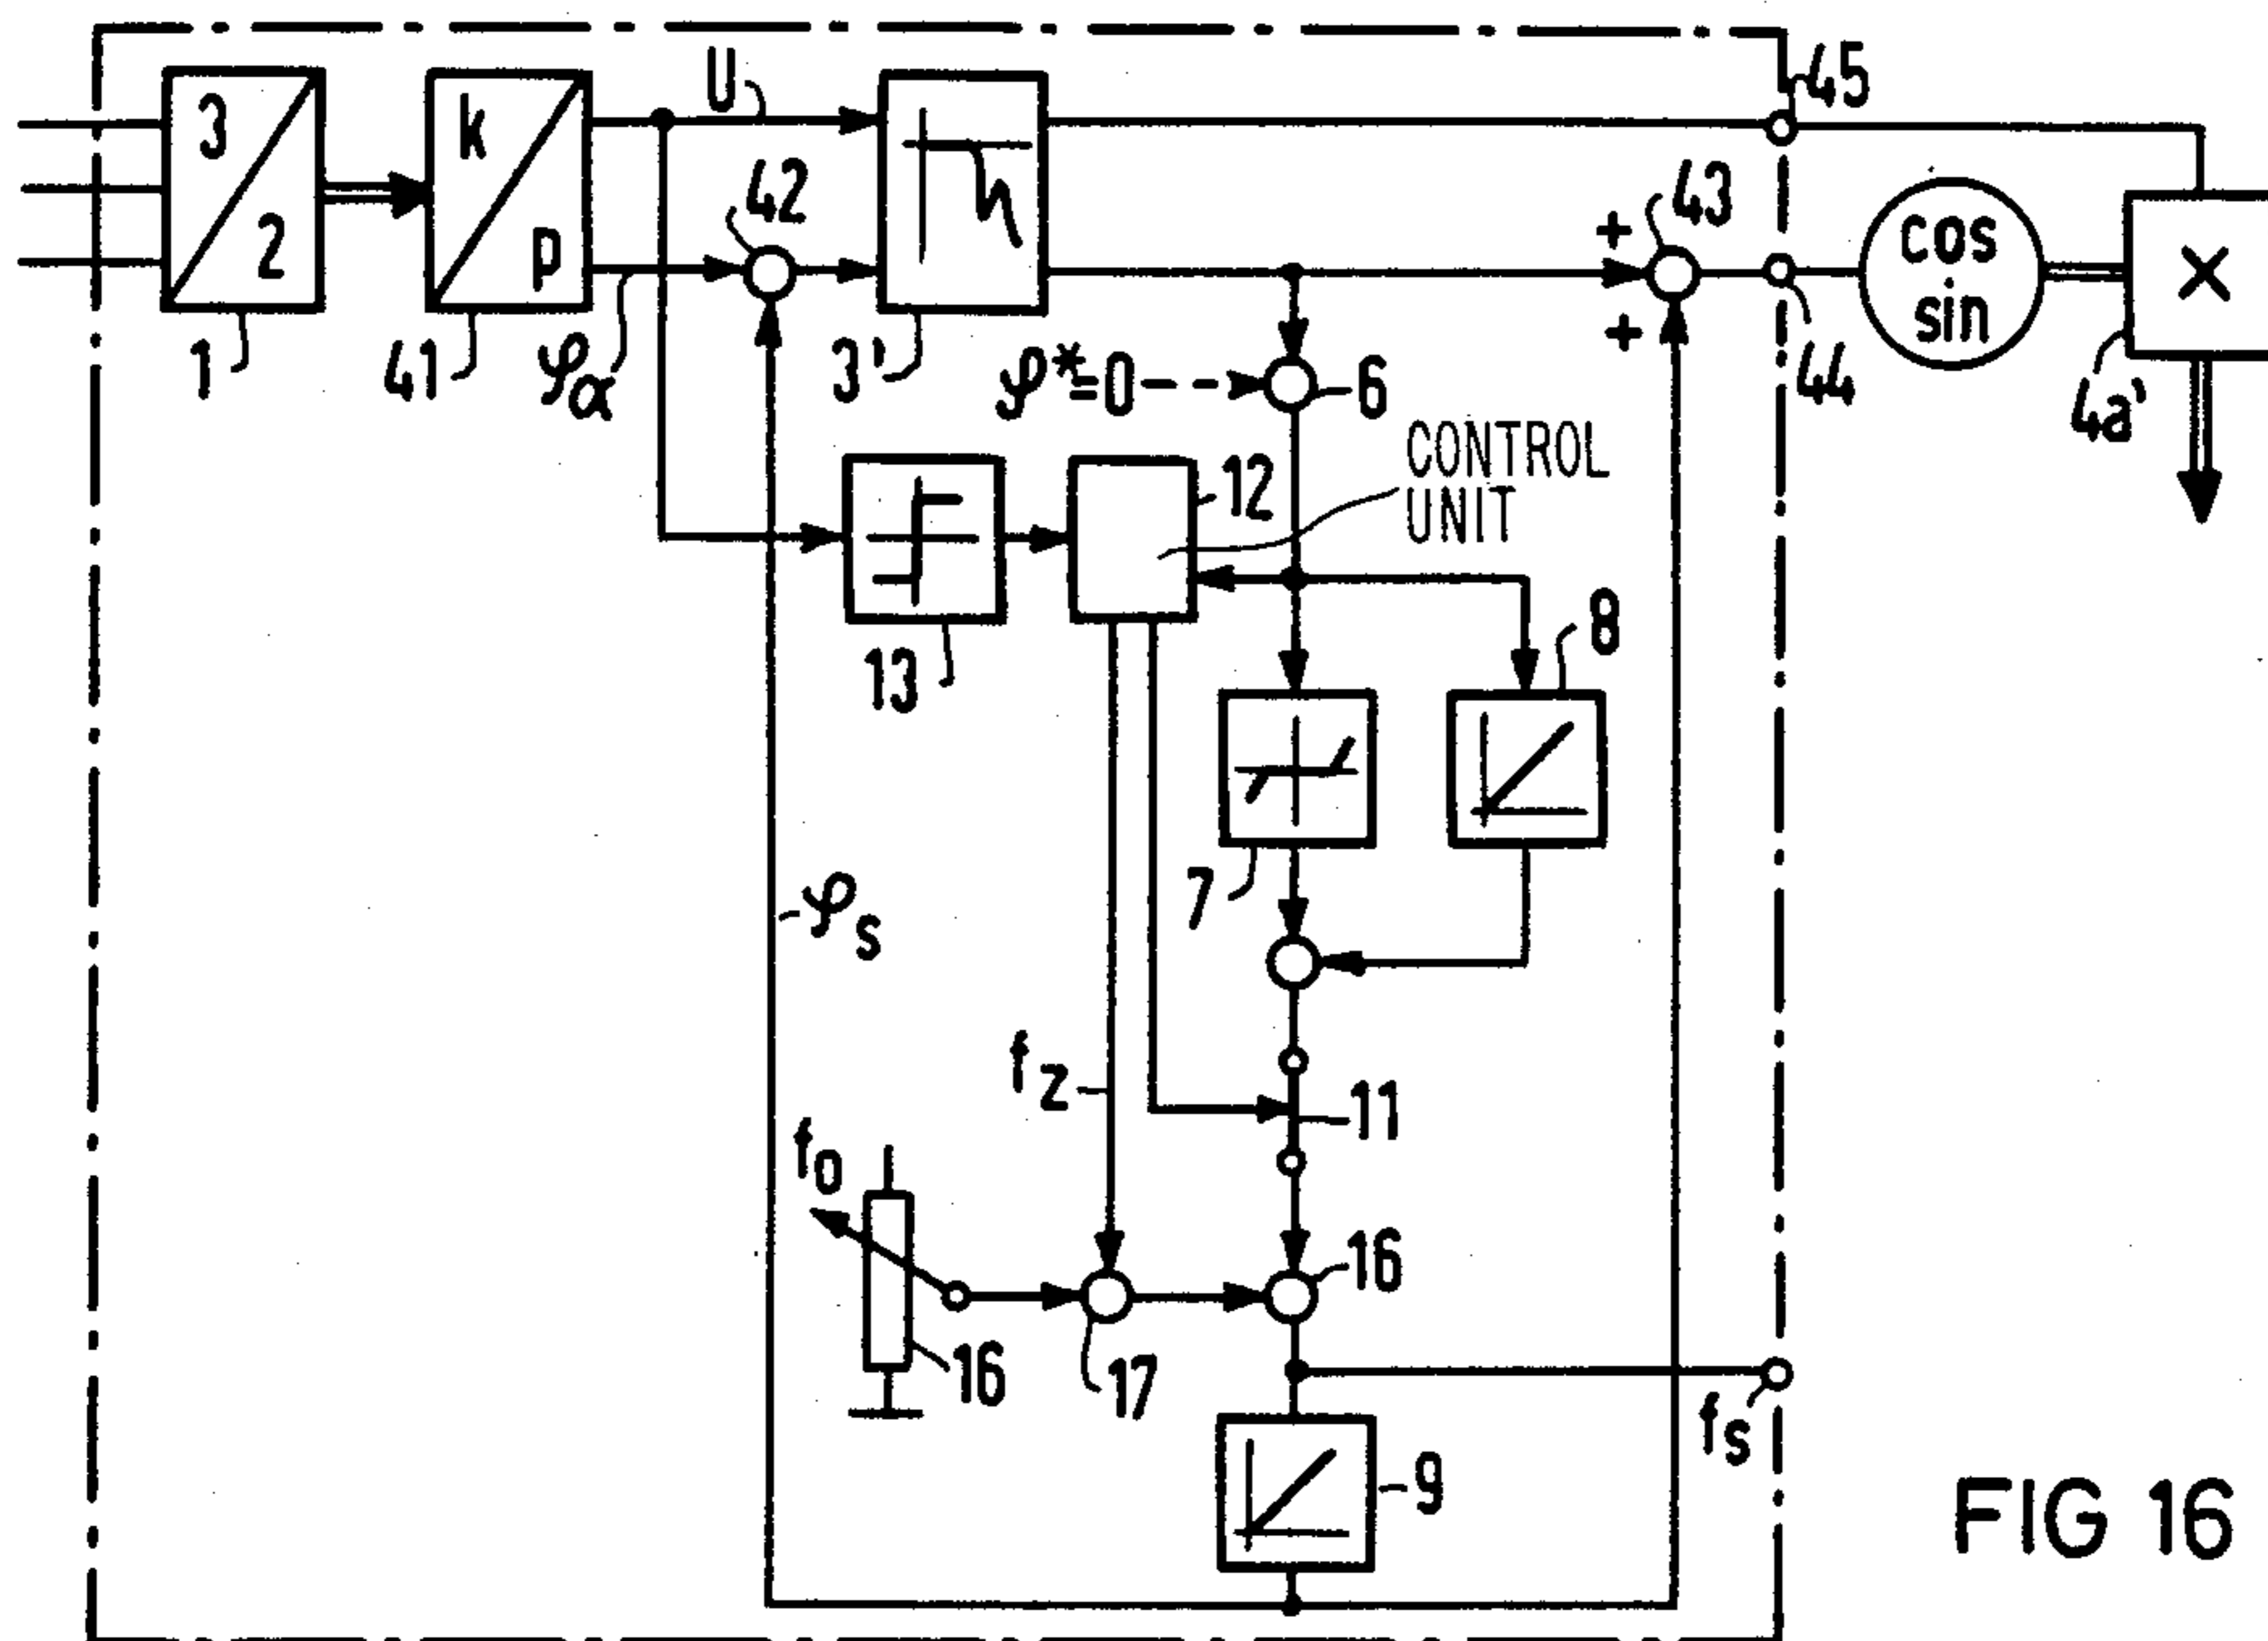 3
2
1
k
p
41
U
φα
42
3'
φ*=0
6
45
+
43
+
44
cos
sin
×
4a'
CONTROL
UNIT
12
13
8
7
φs
fz
11
f0
16
17
16
fs
9
FIG 16